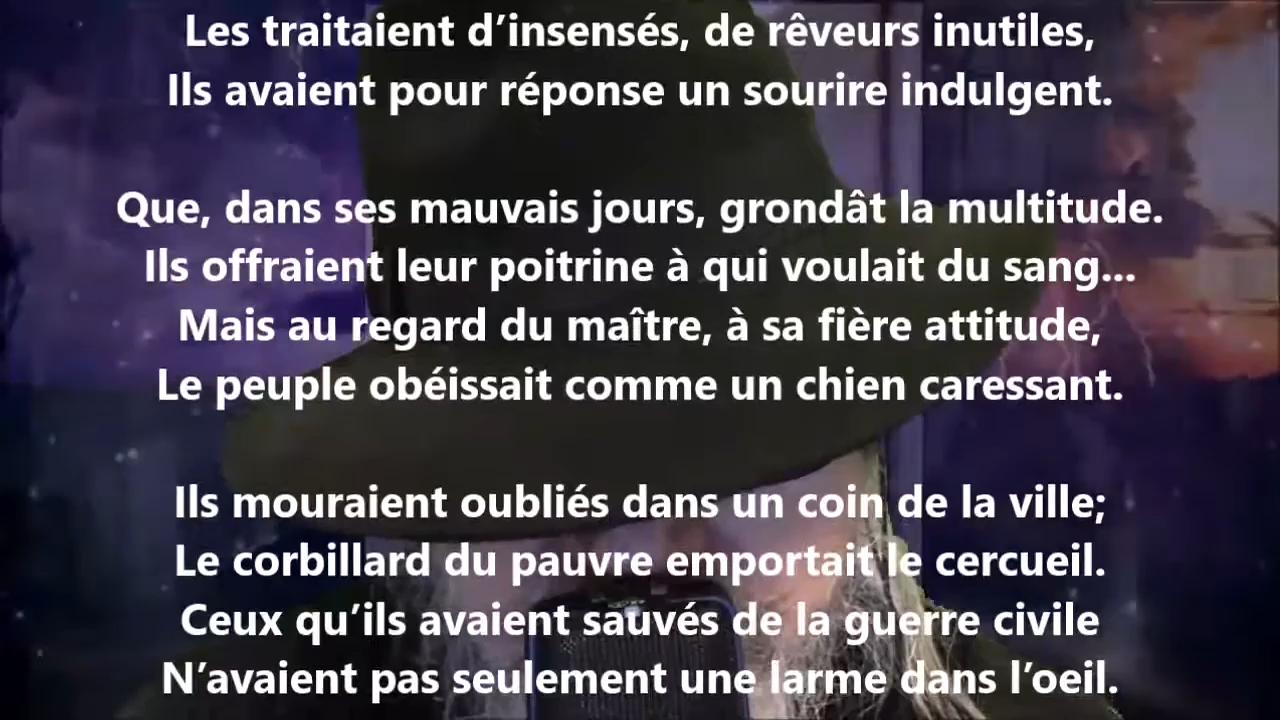 Les traitaient d’insensés, de rêveurs inutiles,
Ils avaient pour réponse un sourire indulgent.
Que, dans ses mauvais jours, grondât la multitude.
Ils offraient leur poitrine à qui voulait du sang...
Mais au regard du maître, à sa fière attitude,
Le peuple obéissait comme un chien caressant.
Ils mouraient oubliés dans un coin de la ville;
Le corbillard du pauvre emportait le cercueil.
Ceux qu’ils avaient sauvés de la guerre civile
N’avaient pas seulement une larme dans l’oeil.